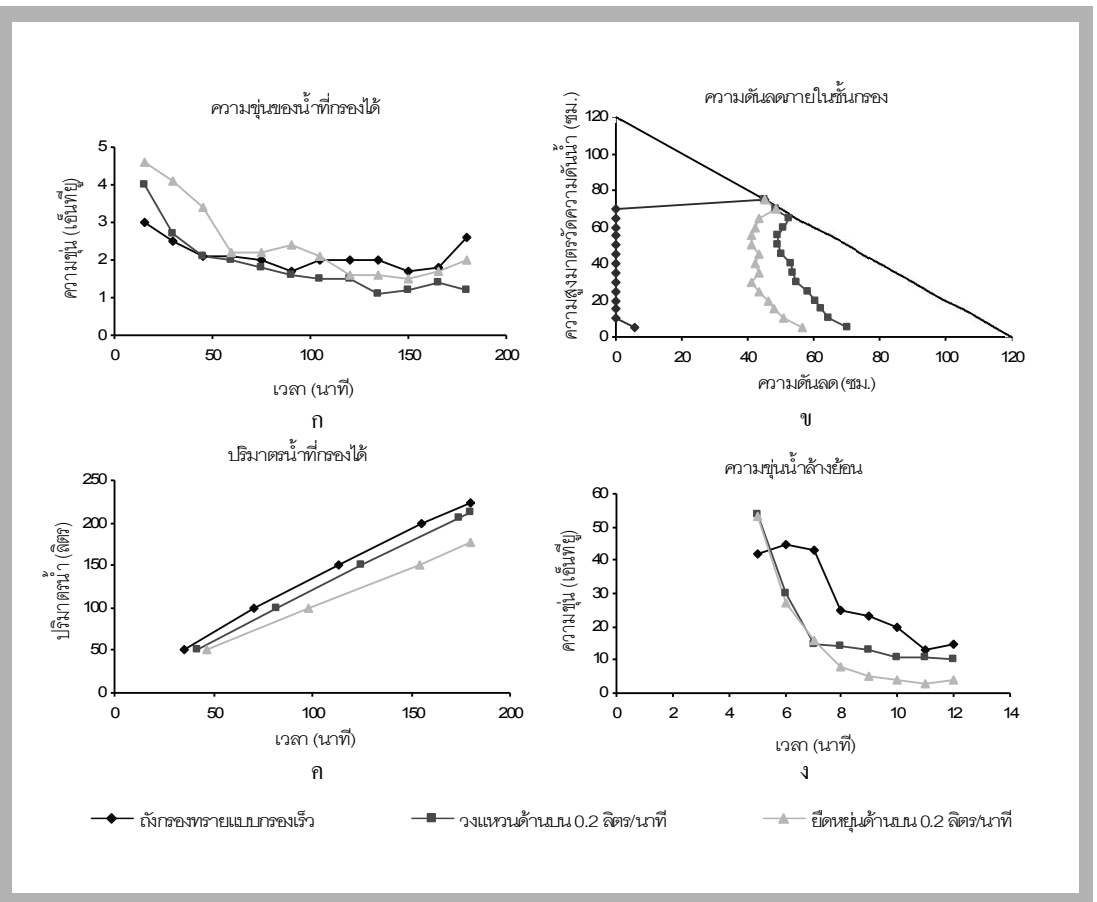 ความขุ่นของน้ำที่กรองได้
ความขุ่น (เอ็นทียู)
5
4
3
2
1
0
0 50 100 150 200
เวลา (นาที)
ก
ความดันลดภายในชั้นกรอง
ความสูงมาตรวัดความดันน้ำ (ซม.)
120
100
80
60
40
20
0
0 20 40 60 80 100 120
ความดันลด (ซม.)
ข
ปริมาตรน้ำที่กรองได้
ปริมาตรน้ำ (ลิตร)
250
200
150
100
50
0
0 50 100 150 200
เวลา (นาที)
ค
ความขุ่นน้ำล้างย้อน
ความขุ่น (เอ็นทียู)
60
50
40
30
20
10
0
0 2 4 6 8 10 12 14
เวลา (นาที)
ง
ถังกรองทรายแบบกรองเร็ว
วงแหวนด้านบน 0.2 ลิตร/นาที
ยืดหยุ่นด้านบน 0.2 ลิตร/นาที